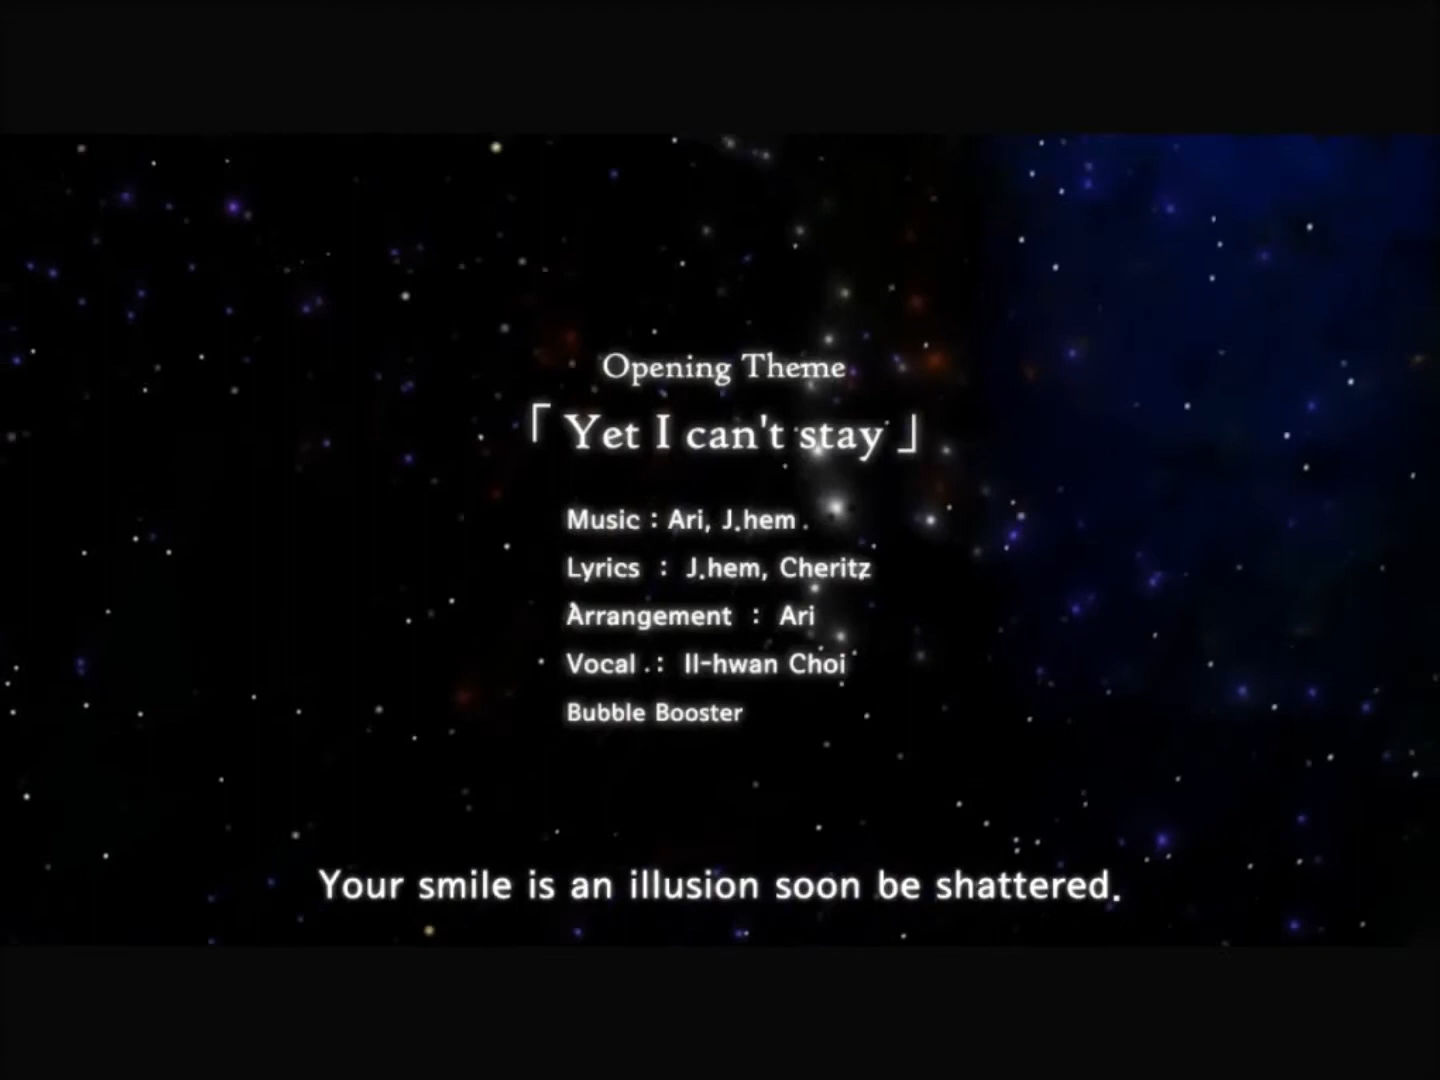 Opening Theme
「 Yet I can't stay 」
Music : Ari, J.hem
Lyrics : J.hem, Cheritz
Arrangement : Ari
Vocal : Il-hwan Choi
Bubble Booster
Your smile is an illusion soon be shattered.